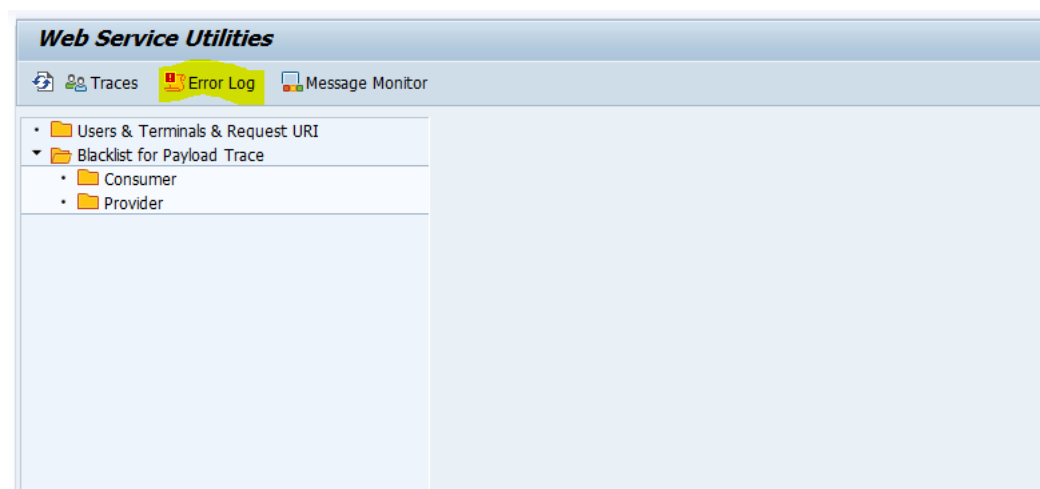 Web Service Utilities
Traces Error Log Message Monitor
Users & Terminals & Request URI
Blacklist for Payload Trace
Consumer
Provider